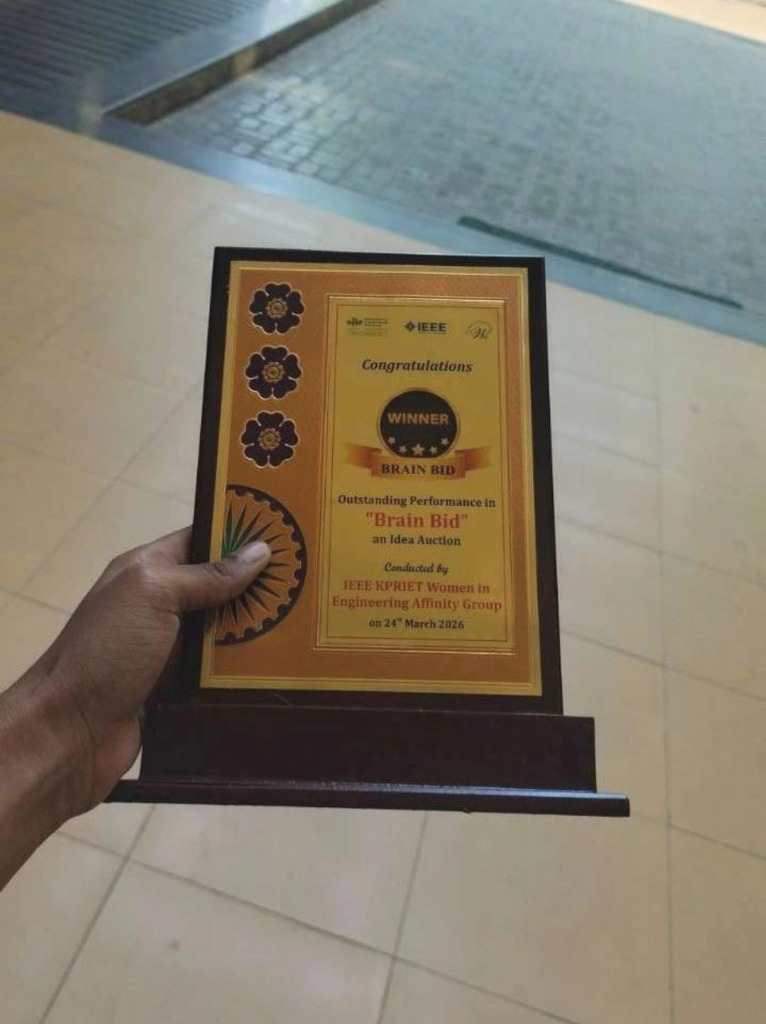 IEEE
Congratulations
WINNER
BRAIN BID
Outstanding Performance in
"Brain Bid"
an Idea Auction
Conducted by
IEEE KPRIET Women in
Engineering Affinity Group
on 24th March 2026